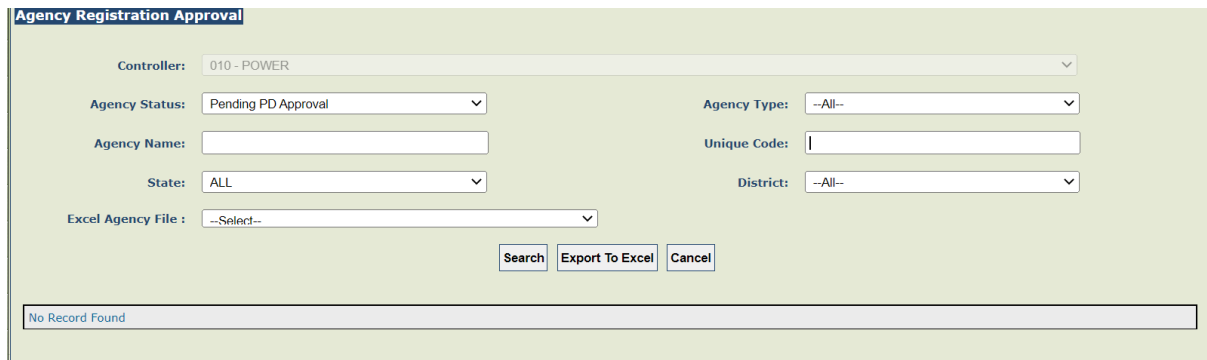 Agency Registration Approval
Controller: 010 - POWER
Agency Status: Pending PD Approval Agency Type: --All--
Agency Name: Unique Code:
State: ALL District: --All--
Excel Agency File : --Select--
Search Export To Excel Cancel
No Record Found